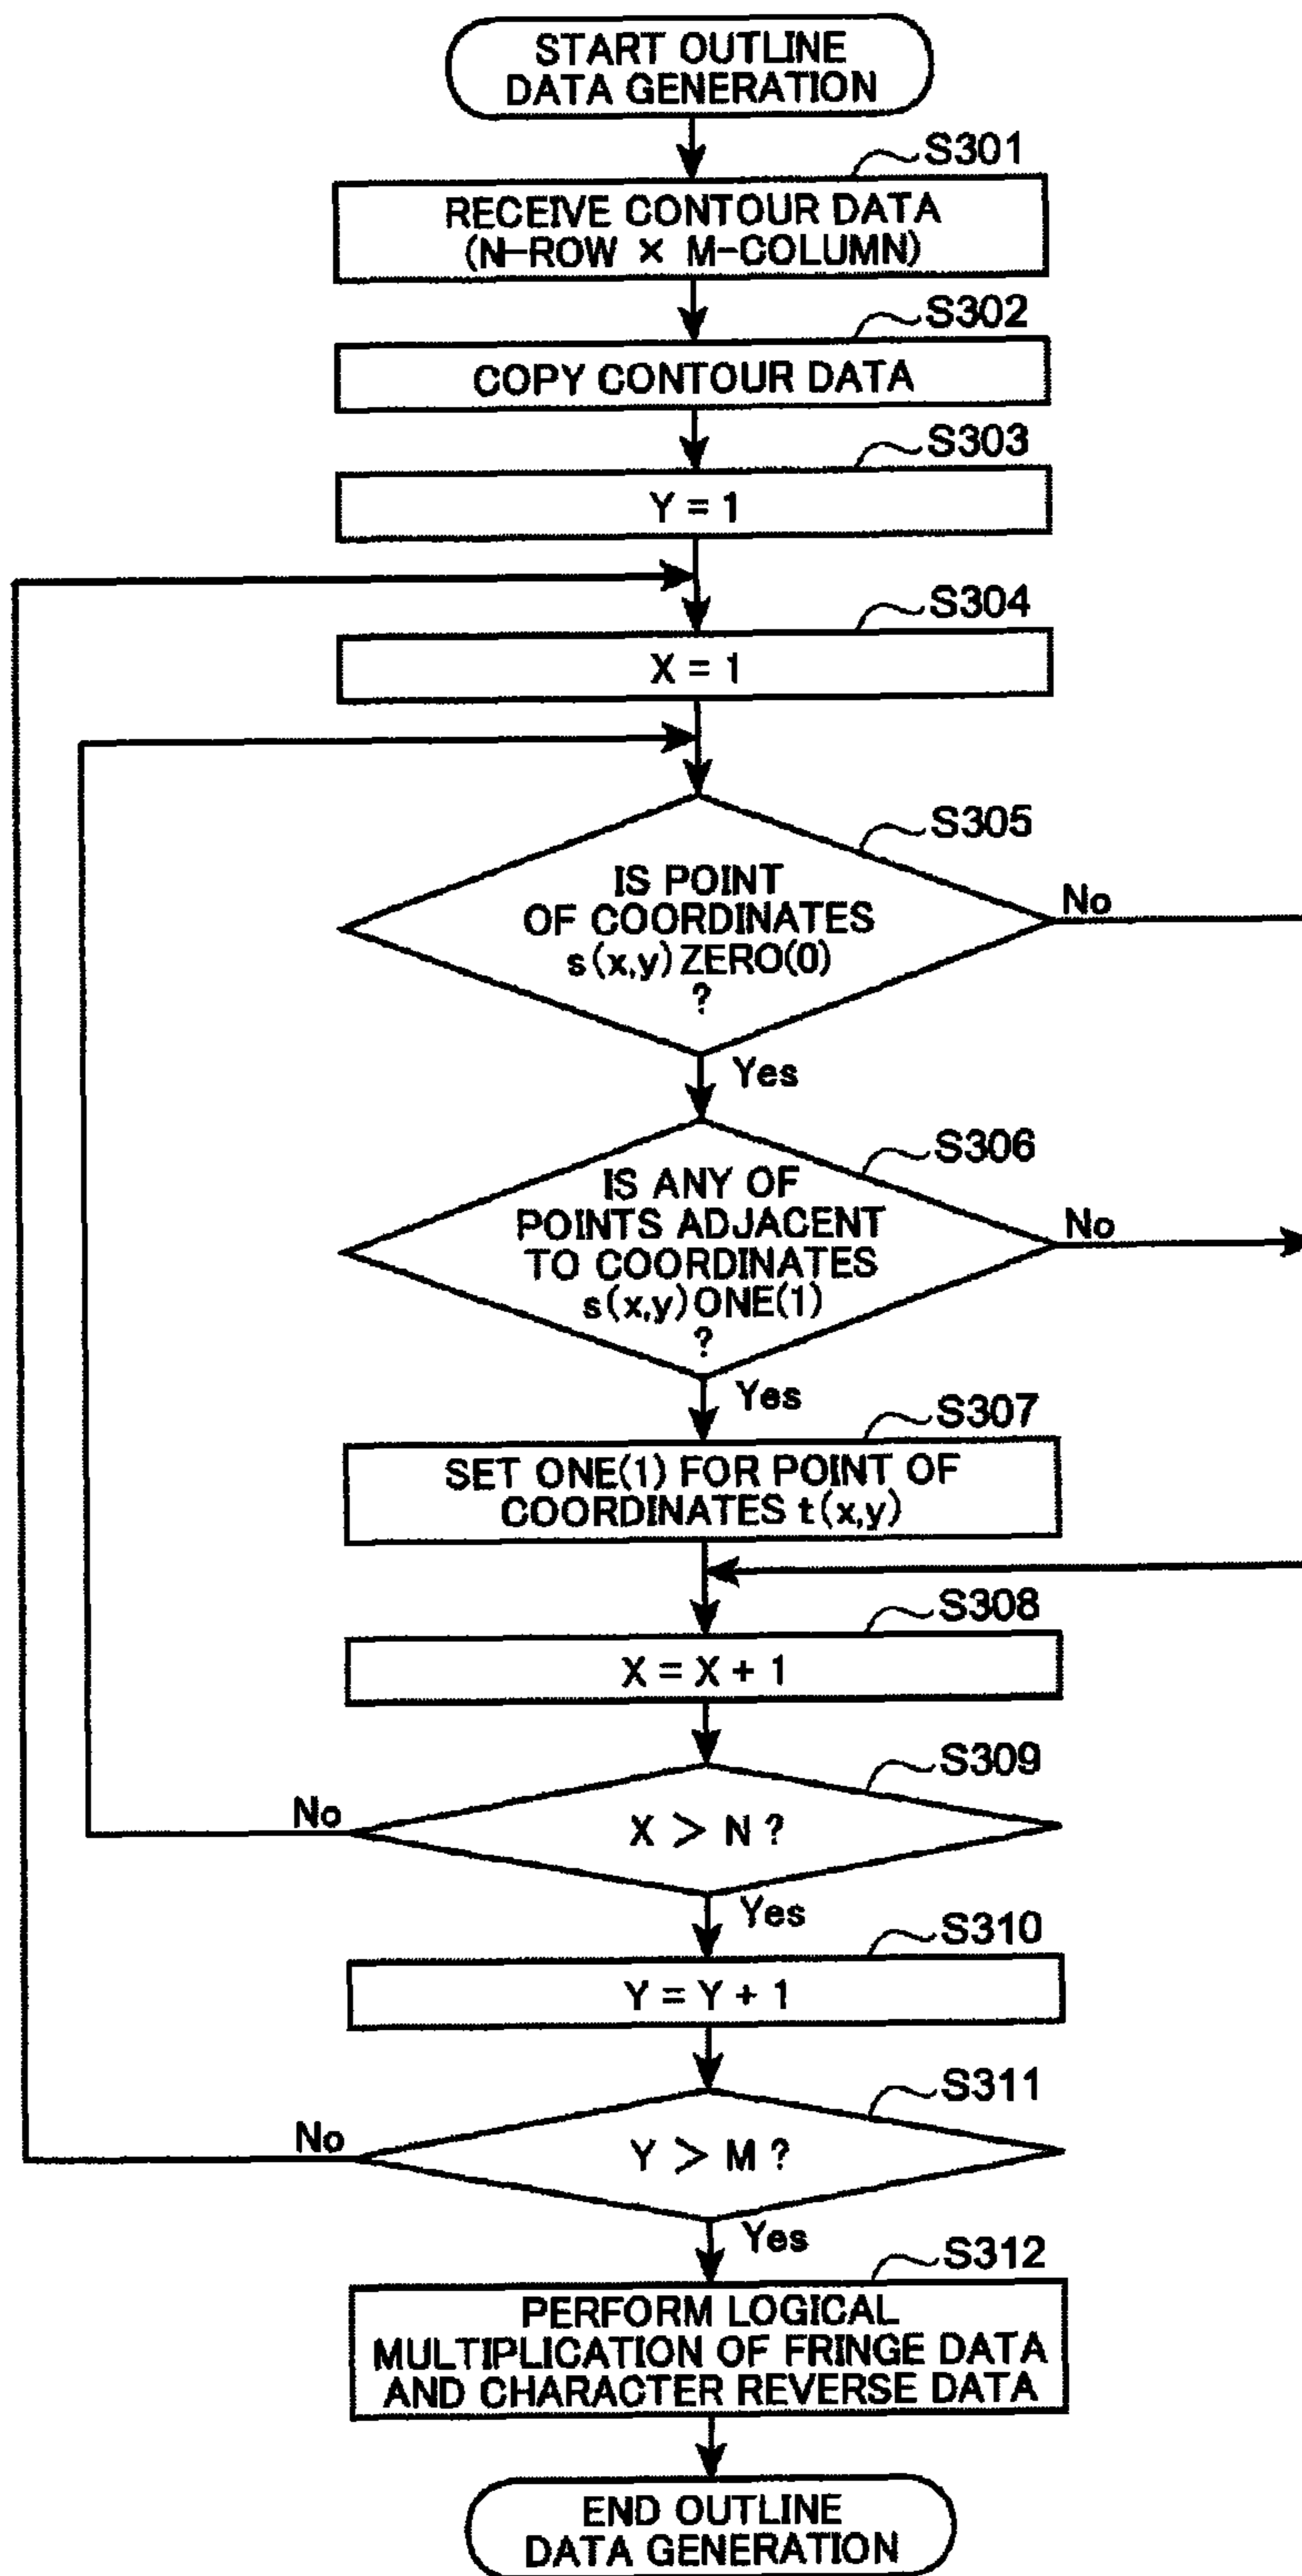 START OUTLINE
DATA GENERATION
S301
RECEIVE CONTOUR DATA
(N-ROW × M-COLUMN)
S302
COPY CONTOUR DATA
S303
Y = 1
S304
X = 1
S305
IS POINT
OF COORDINATES
s(x,y) ZERO(0)
?
No
Yes
S306
IS ANY OF
POINTS ADJACENT
TO COORDINATES
s(x,y) ONE(1)
?
No
Yes
S307
SET ONE(1) FOR POINT OF
COORDINATES t(x,y)
S308
X = X + 1
S309
X > N ?
No
Yes
S310
Y = Y + 1
S311
Y > M ?
No
Yes
S312
PERFORM LOGICAL
MULTIPLICATION OF FRINGE DATA
AND CHARACTER REVERSE DATA
END OUTLINE
DATA GENERATION